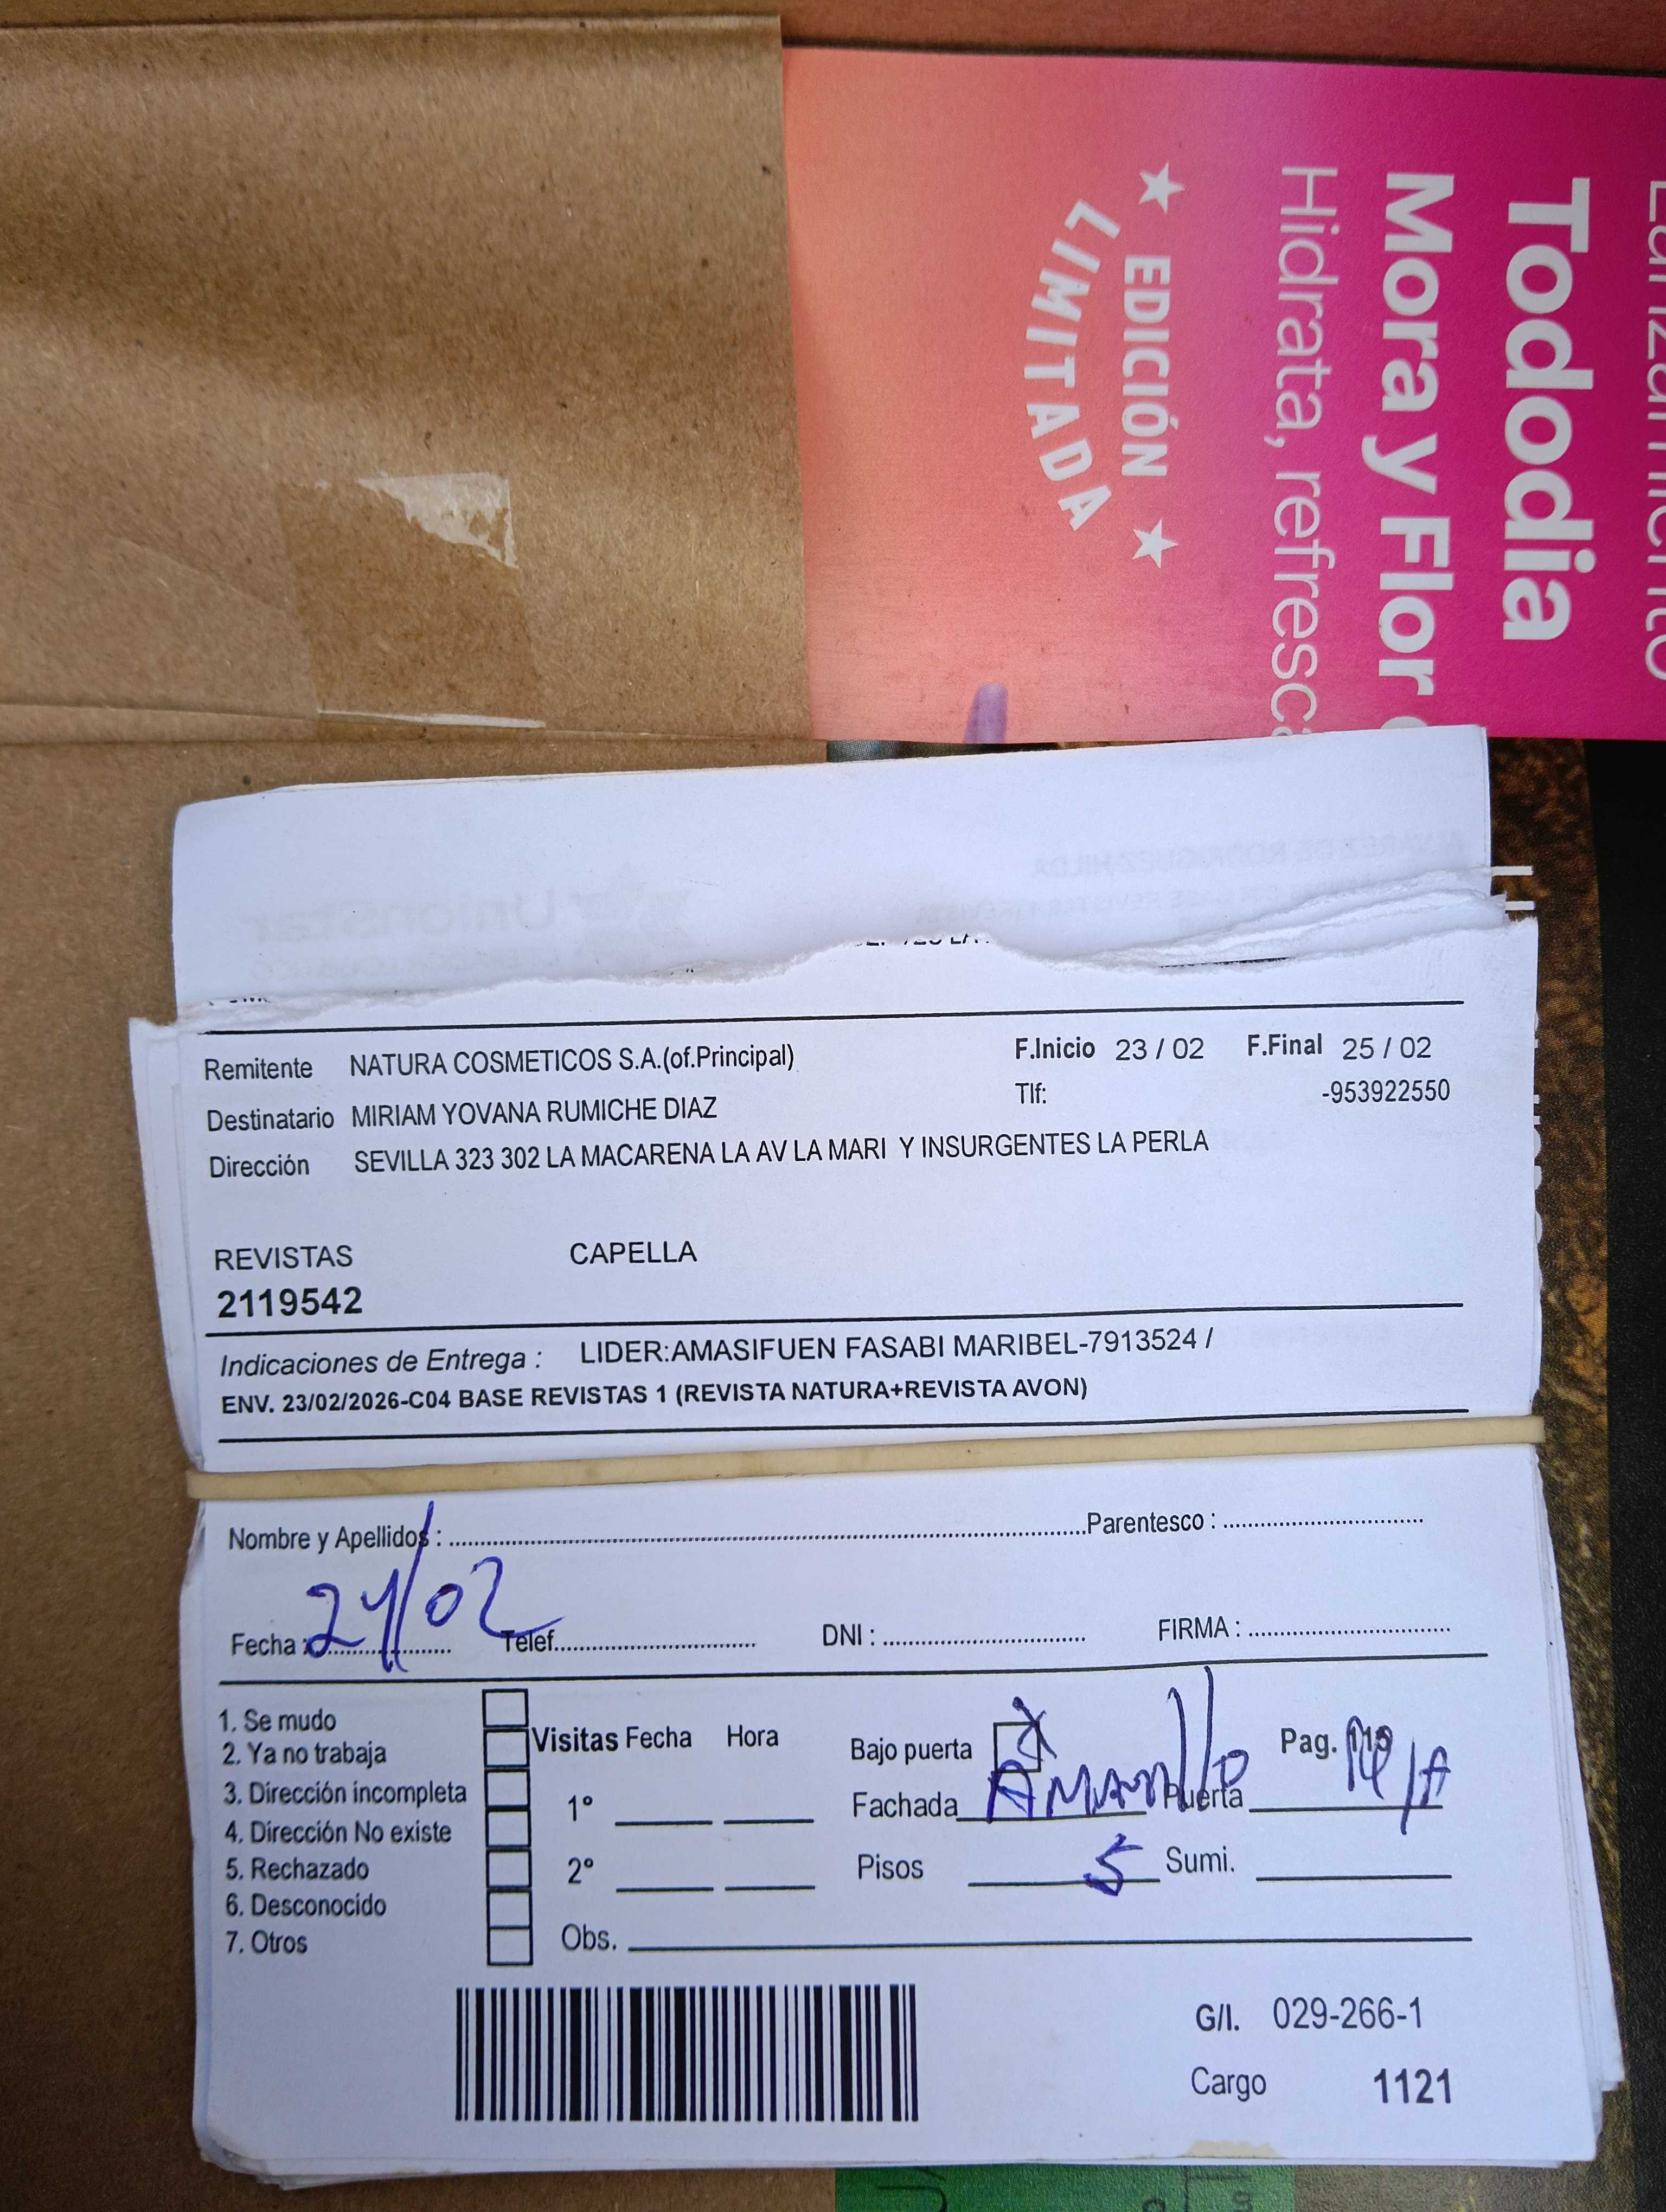 Lanzamiento
Tododia
Mora y Flor
Hidrata, refresca
★ EDICIÓN ★
LIMITADA
Remitente NATURA COSMETICOS S.A.(of.Principal) F.Inicio 23 / 02 F.Final 25 / 02
Destinatario MIRIAM YOVANA RUMICHE DIAZ Tlf: -953922550
Dirección SEVILLA 323 302 LA MACARENA LA AV LA MARI Y INSURGENTES LA PERLA
REVISTAS CAPELLA
2119542
Indicaciones de Entrega : LIDER:AMASIFUEN FASABI MARIBEL-7913524 /
ENV. 23/02/2026-C04 BASE REVISTAS 1 (REVISTA NATURA+REVISTA AVON)
Nombre y Apellidos : Parentesco :
Fecha : 24/02 Telef. DNI : FIRMA :
1. Se mudo
2. Ya no trabaja
3. Dirección incompleta
4. Dirección No existe
5. Rechazado
6. Desconocido
7. Otros
Visitas Fecha Hora
1°
2°
Obs.
Bajo puerta X Pag.
Fachada Amarillo Puerta
Pisos 5 Sumi.
G/I. 029-266-1
Cargo 1121